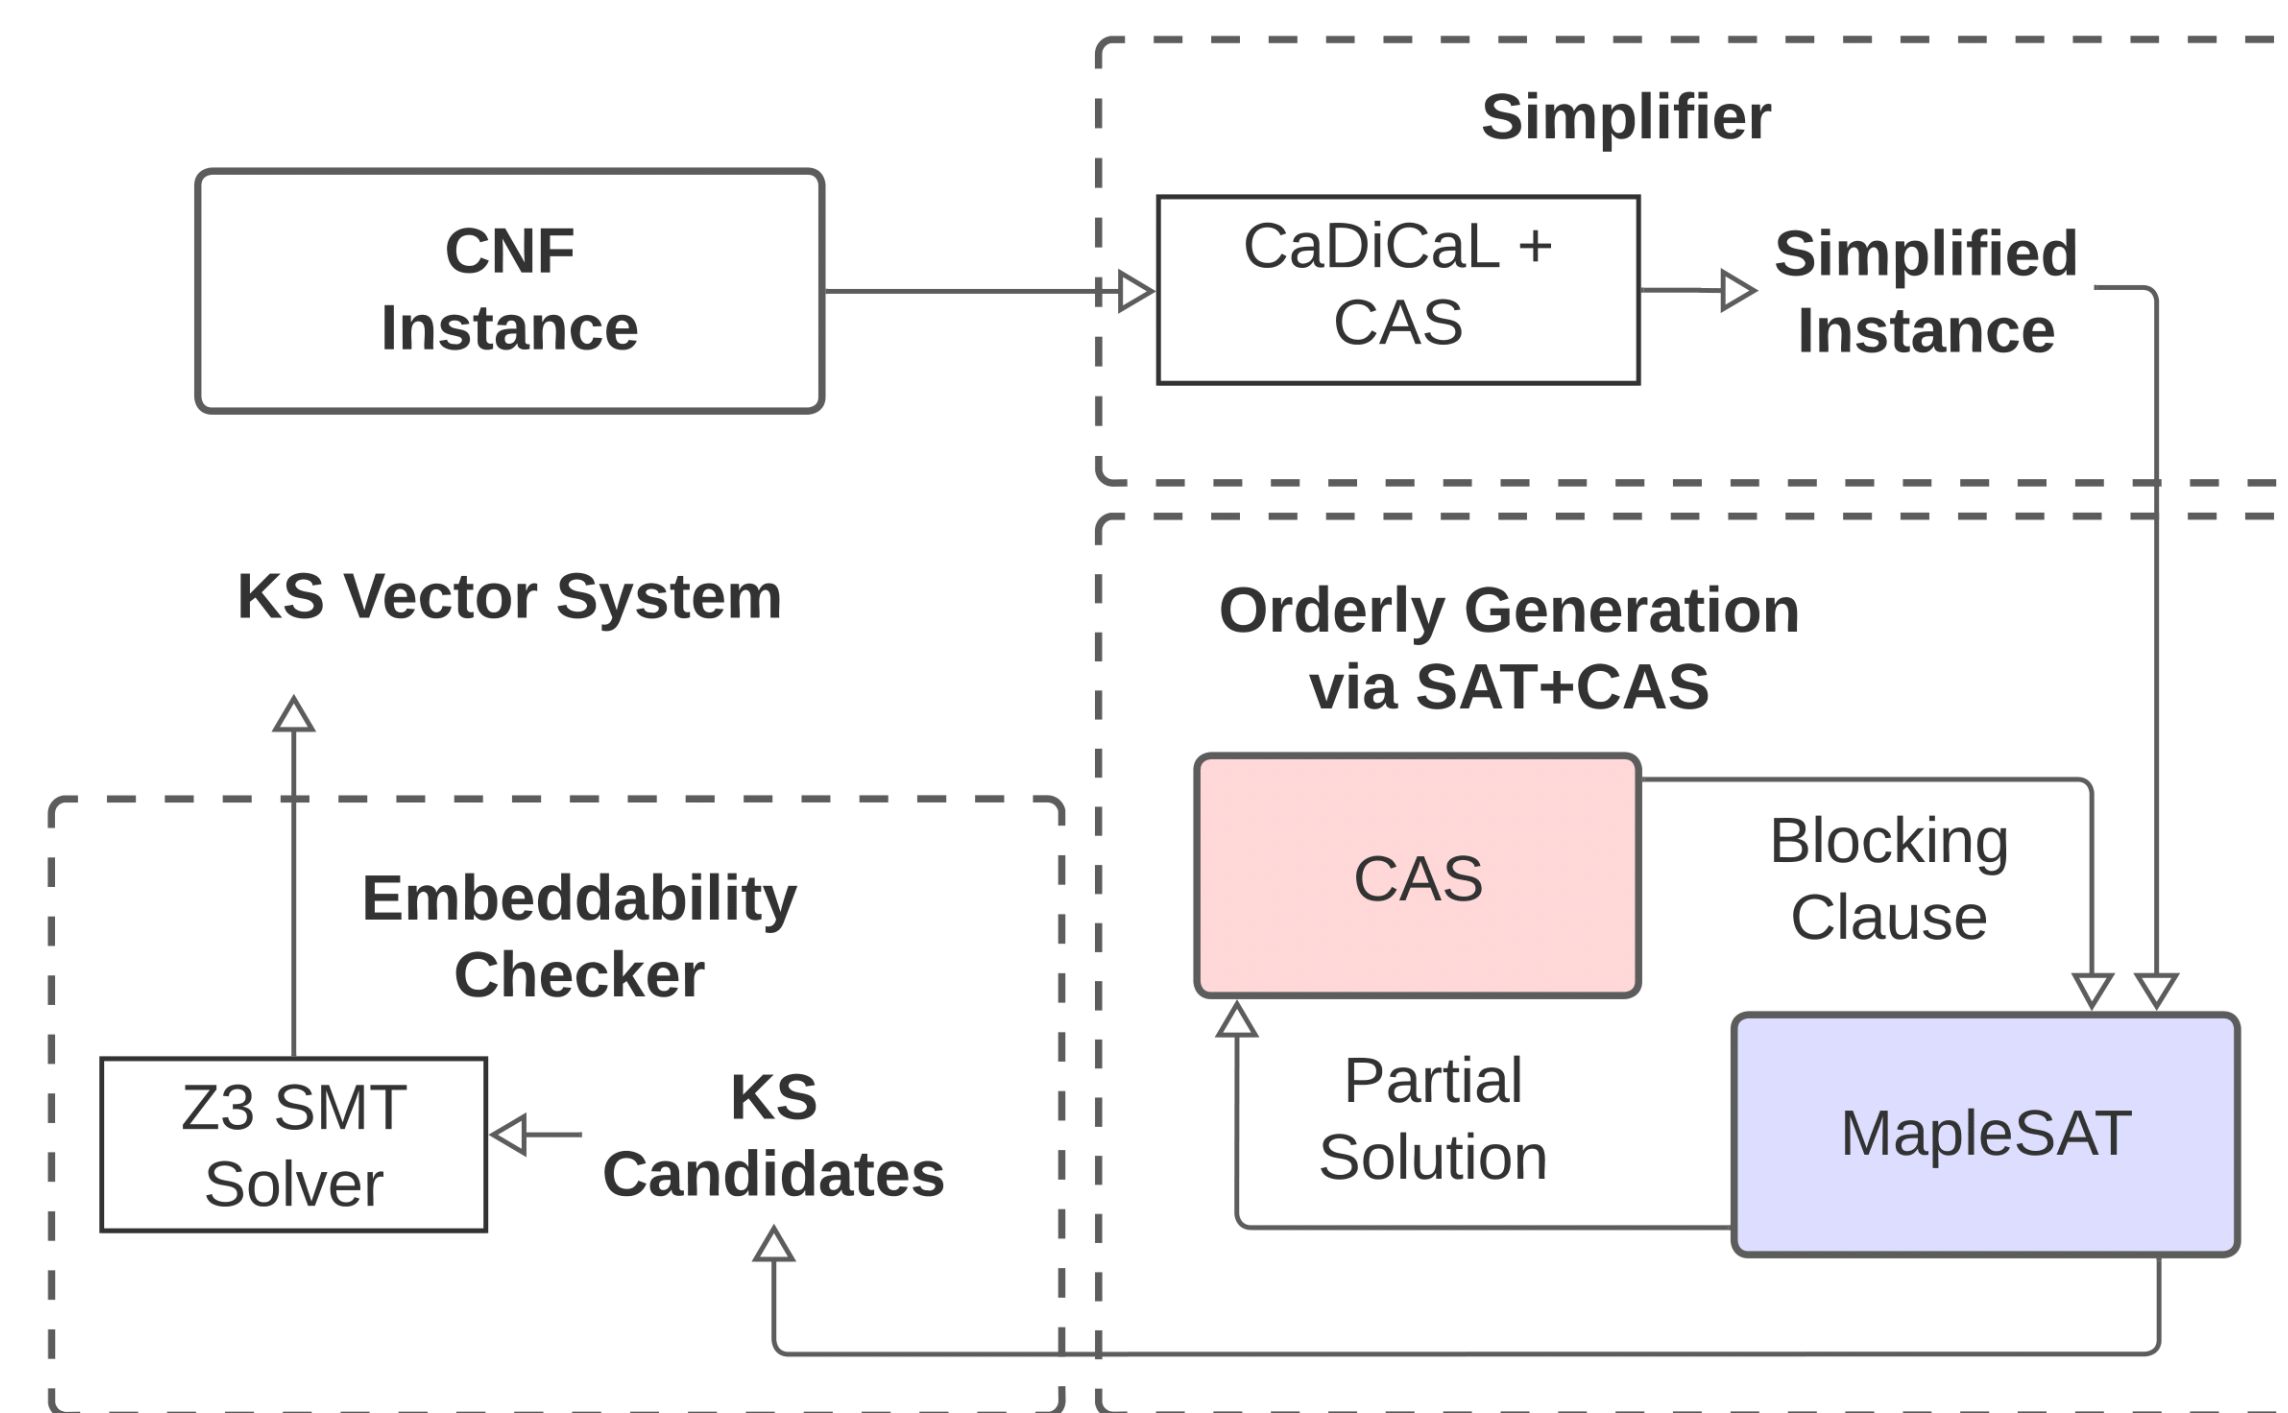 Simplifier
CNF
Instance
CaDiCaL +
CAS
Simplified
Instance
KS Vector System
Orderly Generation
via SAT+CAS
CAS
Blocking
Clause
Embeddability
Checker
Z3 SMT
Solver
KS
Candidates
Partial
Solution
MapleSAT